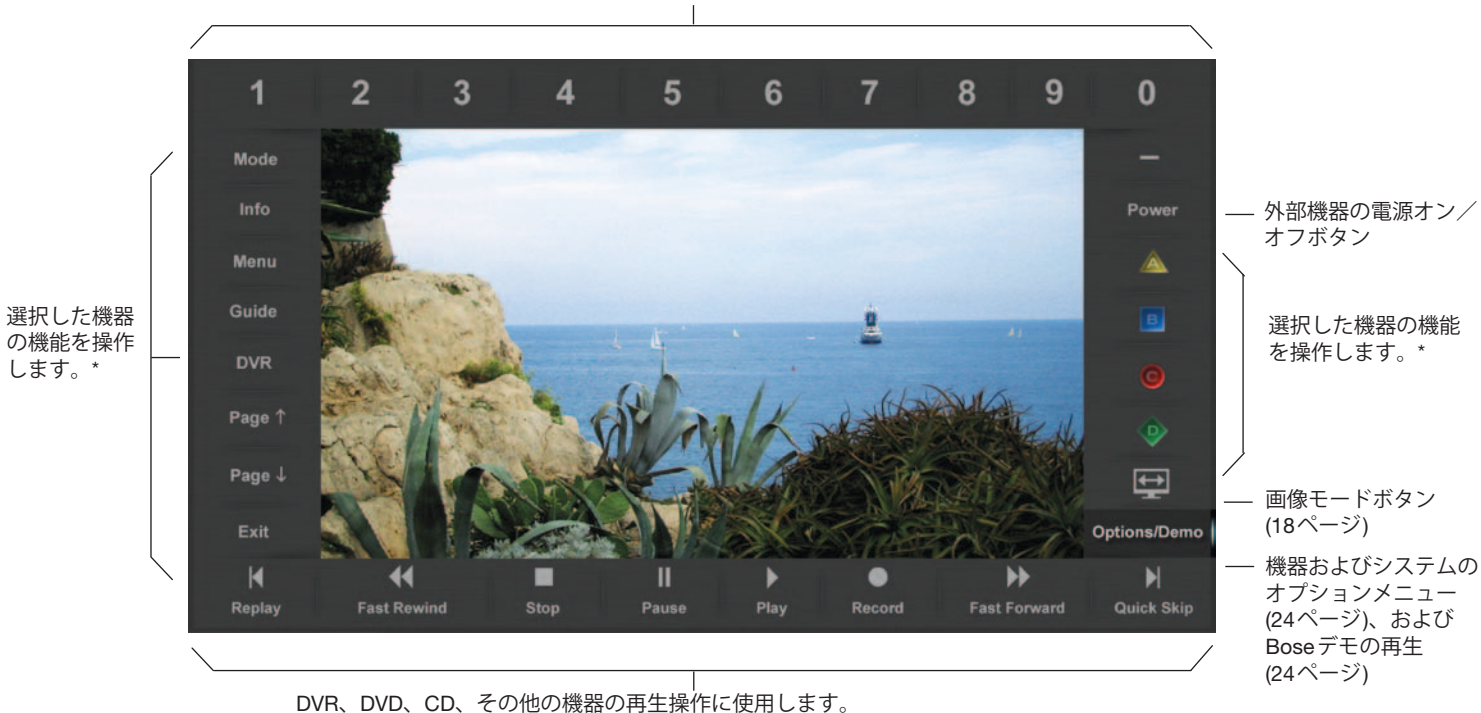 1 2 3 4 5 6 7 8 9 0
Mode
Info
Menu
Guide
DVR
Page ↑
Page ↓
Exit
–
Power
A
B
C
D
Options/Demo
Replay Fast Rewind Stop Pause Play Record Fast Forward Quick Skip
選択した機器
の機能を操作
します。*
外部機器の電源オン／
オフボタン
選択した機器の機能
を操作します。*
画像モードボタン
(18ページ)
機器およびシステムの
オプションメニュー
(24ページ)、および
Boseデモの再生
(24ページ)
DVR、DVD、CD、その他の機器の再生操作に使用します。